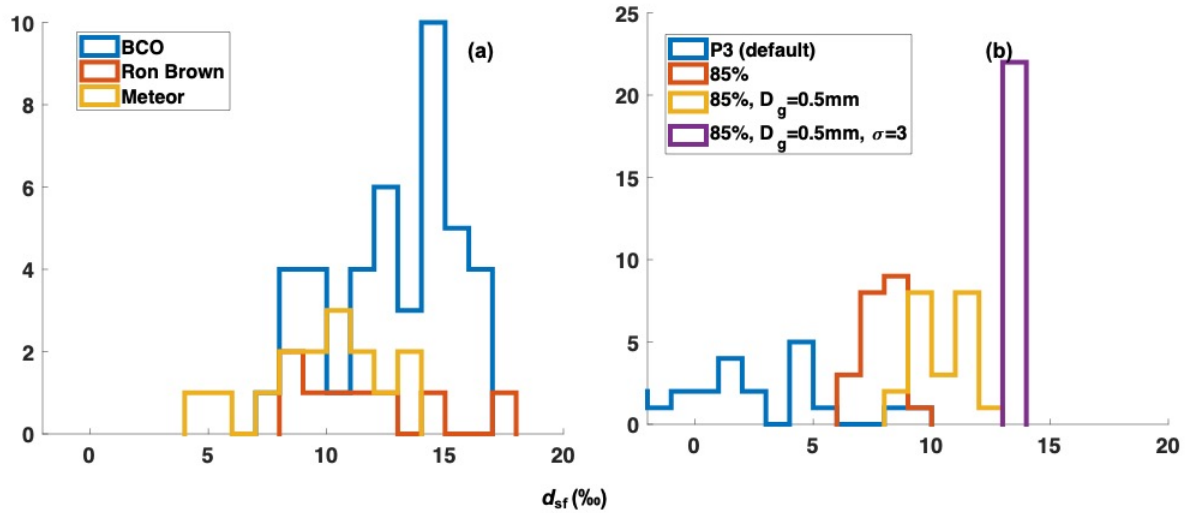 10
8
6
4
2
0
0 5 10 15 20
BCO
Ron Brown
Meteor
(a)
25
20
15
10
5
0
0 5 10 15 20
P3 (default)
85%
85%, D g=0.5mm
85%, D g=0.5mm, σ=3
(b)
dsf (‰)